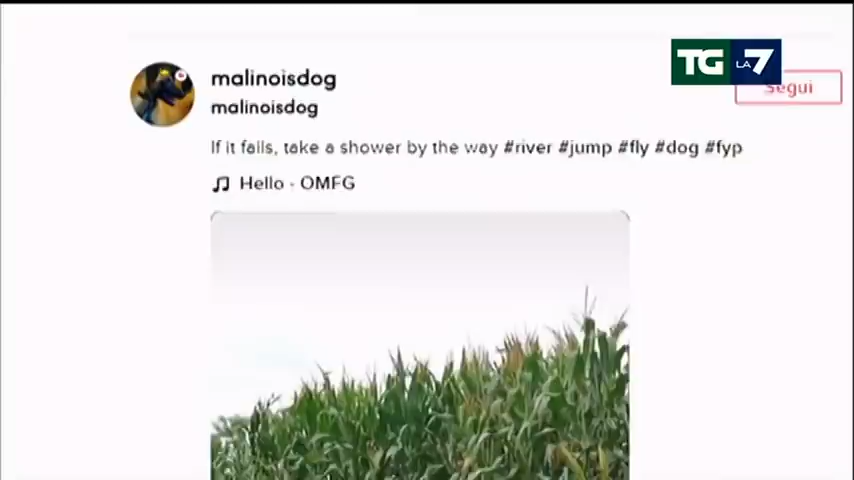 TG LA7
malinoisdog
Segui
malinoisdog
If it fails, take a shower by the way #river #jump #fly #dog #fyp
Hello - OMFG